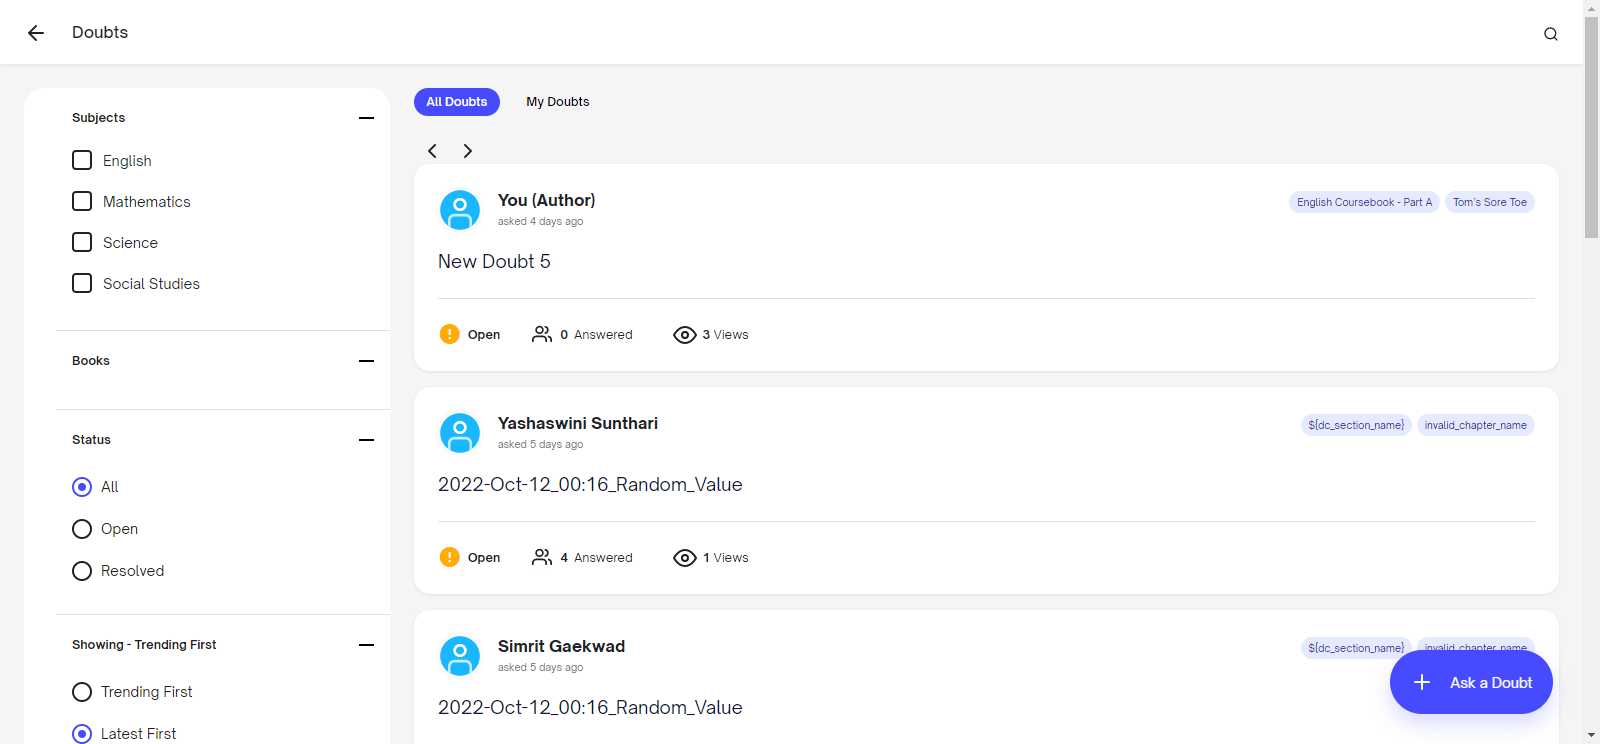 Doubts
Subjects
English
Mathematics
Science
Social Studies
Books
Status
All
Open
Resolved
Showing - Trending First
Trending First
Latest First
All Doubts My Doubts
You (Author)
asked 4 days ago
English Coursebook - Part A Tom's Sore Toe
New Doubt 5
! Open 0 Answered 3 Views
Yashaswini Sunthari
asked 5 days ago
${dc_section_name} invalid_chapter_name
2022-Oct-12_00:16_Random_Value
! Open 4 Answered 1 Views
Simrit Gaekwad
asked 5 days ago
${dc_section_name} invalid_chapter_name
2022-Oct-12_00:16_Random_Value
+ Ask a Doubt